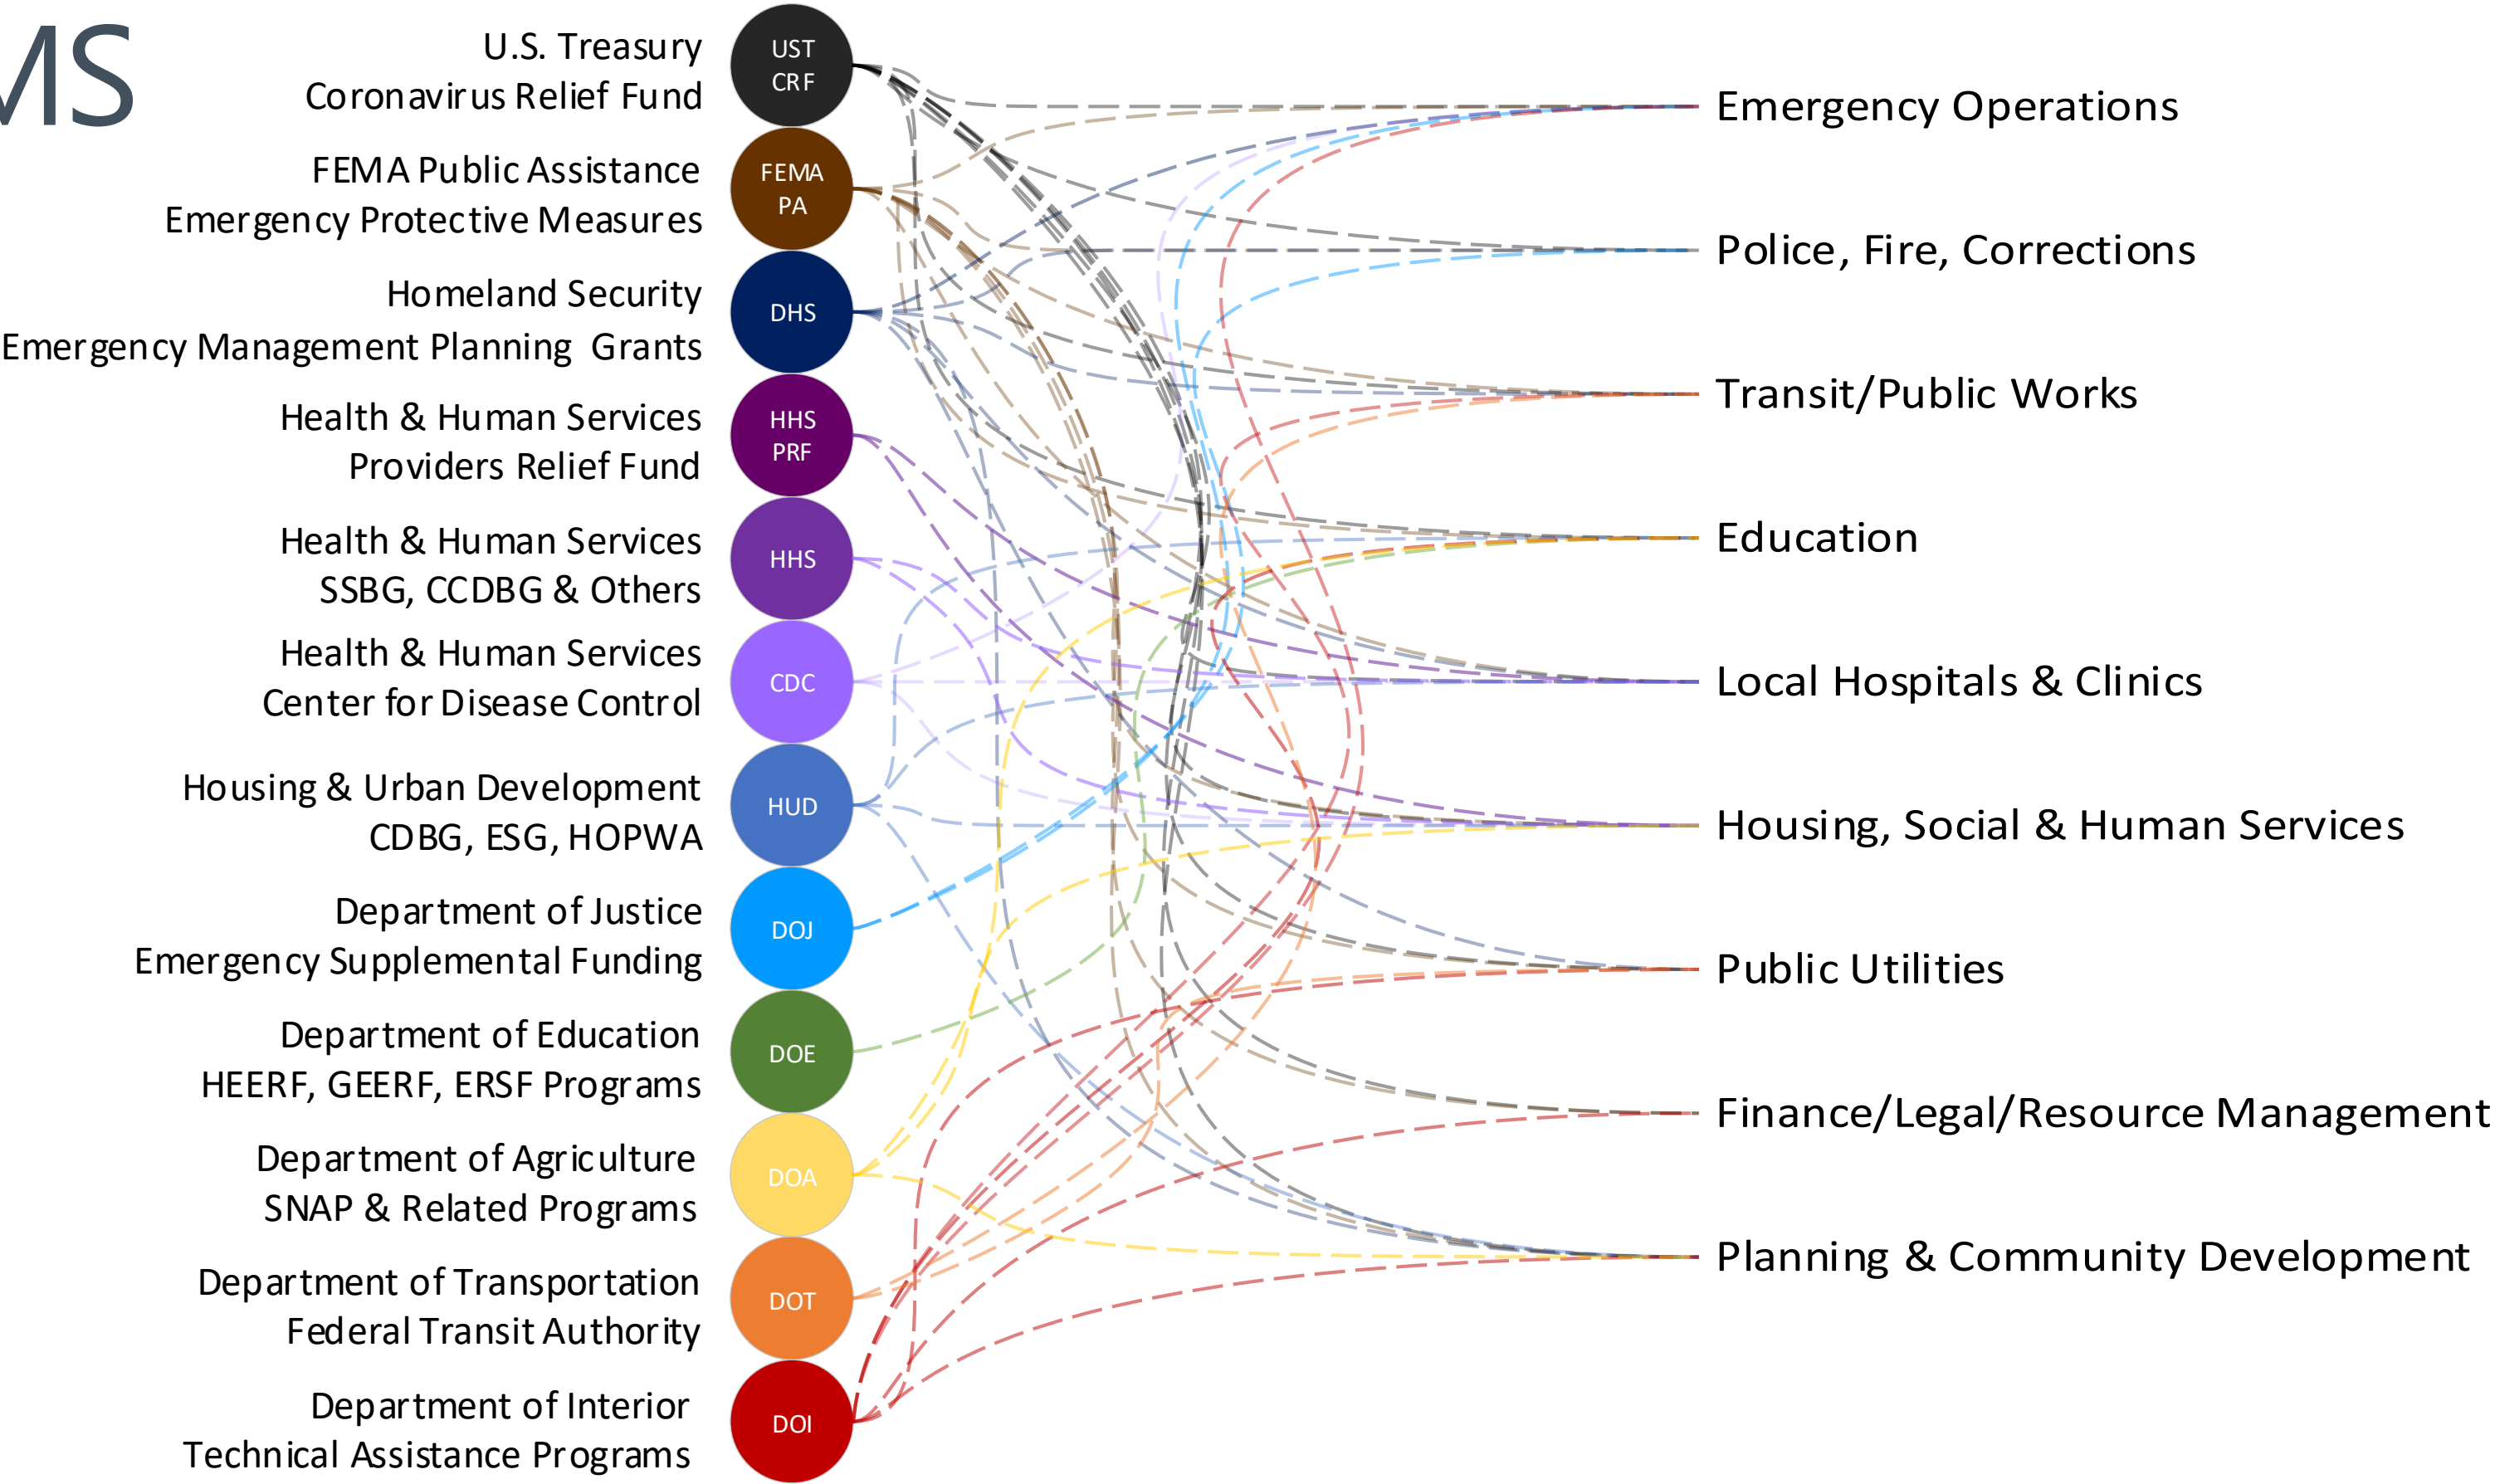 MS
U.S. Treasury
Coronavirus Relief Fund
UST
CRF
FEMA Public Assistance
Emergency Protective Measures
FEMA
PA
Homeland Security
Emergency Management Planning Grants
DHS
Health & Human Services
Providers Relief Fund
HHS
PRF
Health & Human Services
SSBG, CCDBG & Others
HHS
Health & Human Services
Center for Disease Control
CDC
Housing & Urban Development
CDBG, ESG, HOPWA
HUD
Department of Justice
Emergency Supplemental Funding
DOJ
Department of Education
HEERF, GEERF, ERSF Programs
DOE
Department of Agriculture
SNAP & Related Programs
DOA
Department of Transportation
Federal Transit Authority
DOT
Department of Interior
Technical Assistance Programs
DOI
Emergency Operations
Police, Fire, Corrections
Transit/Public Works
Education
Local Hospitals & Clinics
Housing, Social & Human Services
Public Utilities
Finance/Legal/Resource Management
Planning & Community Development